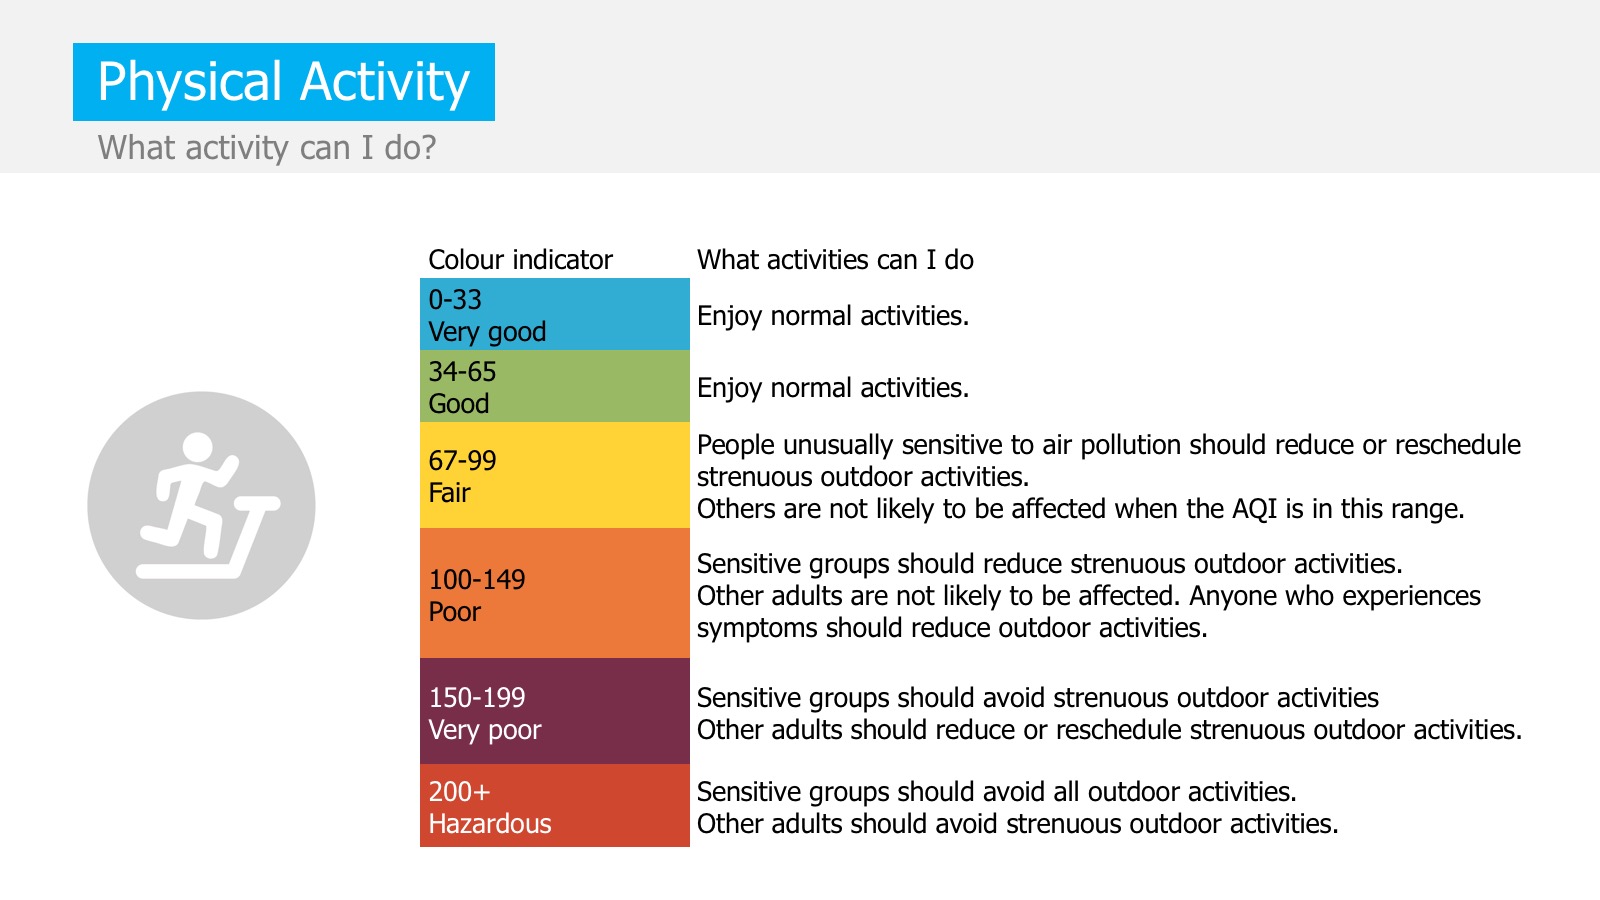 Physical Activity
What activity can I do?
Colour indicator
What activities can I do
0-33
Very good
Enjoy normal activities.
34-65
Good
Enjoy normal activities.
67-99
Fair
People unusually sensitive to air pollution should reduce or reschedule
strenuous outdoor activities.
Others are not likely to be affected when the AQI is in this range.
100-149
Poor
Sensitive groups should reduce strenuous outdoor activities.
Other adults are not likely to be affected. Anyone who experiences
symptoms should reduce outdoor activities.
150-199
Very poor
Sensitive groups should avoid strenuous outdoor activities
Other adults should reduce or reschedule strenuous outdoor activities.
200+
Hazardous
Sensitive groups should avoid all outdoor activities.
Other adults should avoid strenuous outdoor activities.